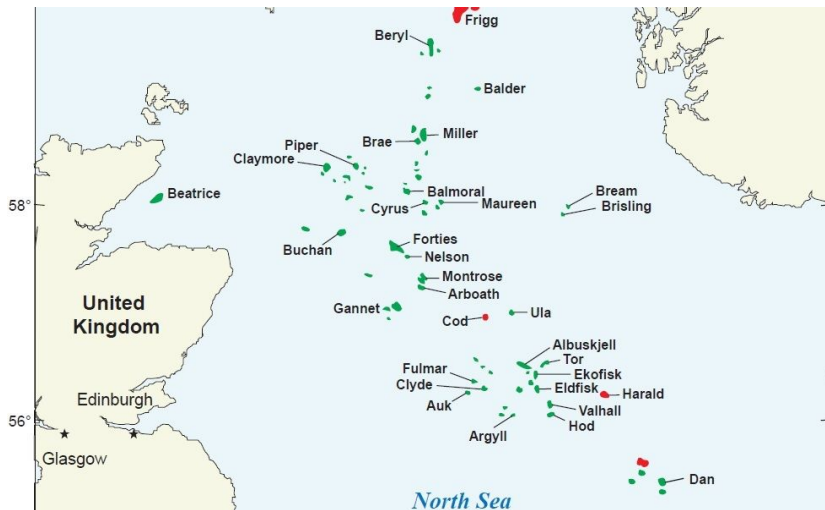 Frigg
Beryl
Balder
Miller
Brae
Piper
Claymore
Beatrice
Balmoral
Cyrus
Maureen
Bream
Brisling
58°
Buchan
Forties
Nelson
Montrose
Arboath
United
Kingdom
Gannet
Cod
Ula
Albuskjell
Tor
Fulmar
Ekofisk
Clyde
Eldfisk
Harald
Auk
Valhall
Edinburgh
56°
Argyll
Hod
Glasgow
Dan
North Sea